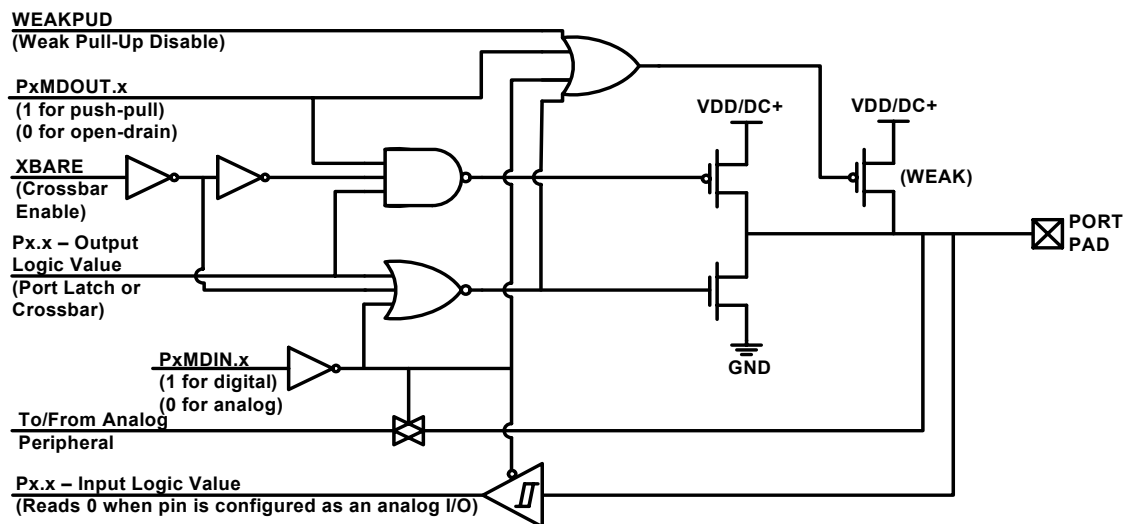 WEAKPUD
(Weak Pull-Up Disable)
PxMDOUT.x
(1 for push-pull)
(0 for open-drain)
XBARE
(Crossbar
Enable)
Px.x – Output
Logic Value
(Port Latch or
Crossbar)
PxMDIN.x
(1 for digital)
(0 for analog)
To/From Analog
Peripheral
Px.x – Input Logic Value
(Reads 0 when pin is configured as an analog I/O)
VDD/DC+
VDD/DC+
(WEAK)
PORT
PAD
GND